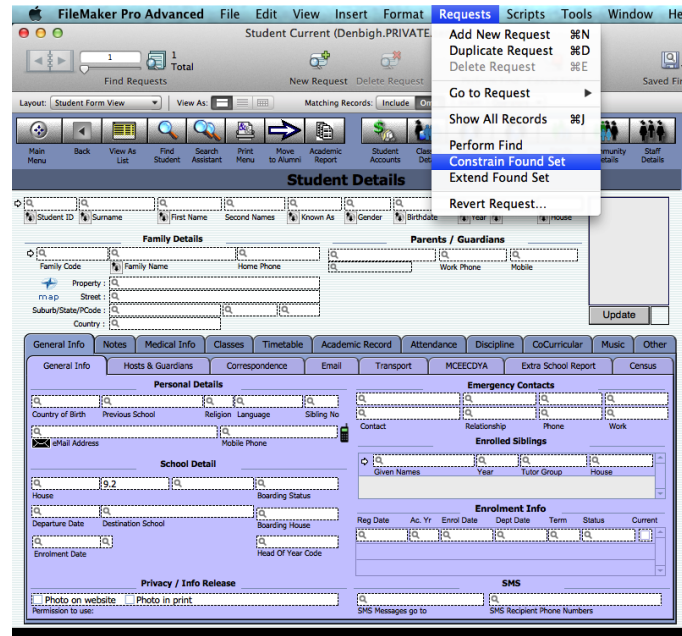 FileMaker Pro Advanced File Edit View Insert Format Requests Scripts Tools Window He
Student Current (Denbigh.PRIVATE.
1
1
Total
Find Requests
New Request Delete Request
Saved Fi
Add New Request ⌘N
Duplicate Request ⌘D
Delete Request ⌘E
Go to Request ▶
Show All Records ⌘J
Perform Find
Constrain Found Set
Extend Found Set
Revert Request...
Layout: Student Form View View As: Matching Records: Include Om
Main Menu
Back
View As List
Find Student
Search Assistant
Print Menu
Move to Alumni
Academic Report
Student Accounts
Clas Det
munity etails
Staff Details
Student Details
Student ID Surname First Name Second Names Known As Gender Birthdate Year House
Family Details
Parents / Guardians
Family Code Family Name Home Phone Work Phone Mobile
Property :
map Street :
Suburb/State/PCode :
Country :
Update
General Info Notes Medical Info Classes Timetable Academic Record Attendance Discipline CoCurricular Music Other
General Info Hosts & Guardians Correspondence Email Transport MCEECDYA Extra School Report Census
Personal Details
Country of Birth Previous School Religion Language Sibling No
eMail Address Mobile Phone
School Detail
9.2
House Boarding Status
Departure Date Destination School Boarding House
Enrolment Date Head Of Year Code
Privacy / Info Release
Photo on website Photo in print
Permission to use:
Emergency Contacts
Contact Relationship Phone Work
Enrolled Siblings
Given Names Year Tutor Group House
Enrolment Info
Reg Date Ac. Yr Enrol Date Dept Date Term Status Current
SMS
SMS Messages go to SMS Recipient Phone Numbers